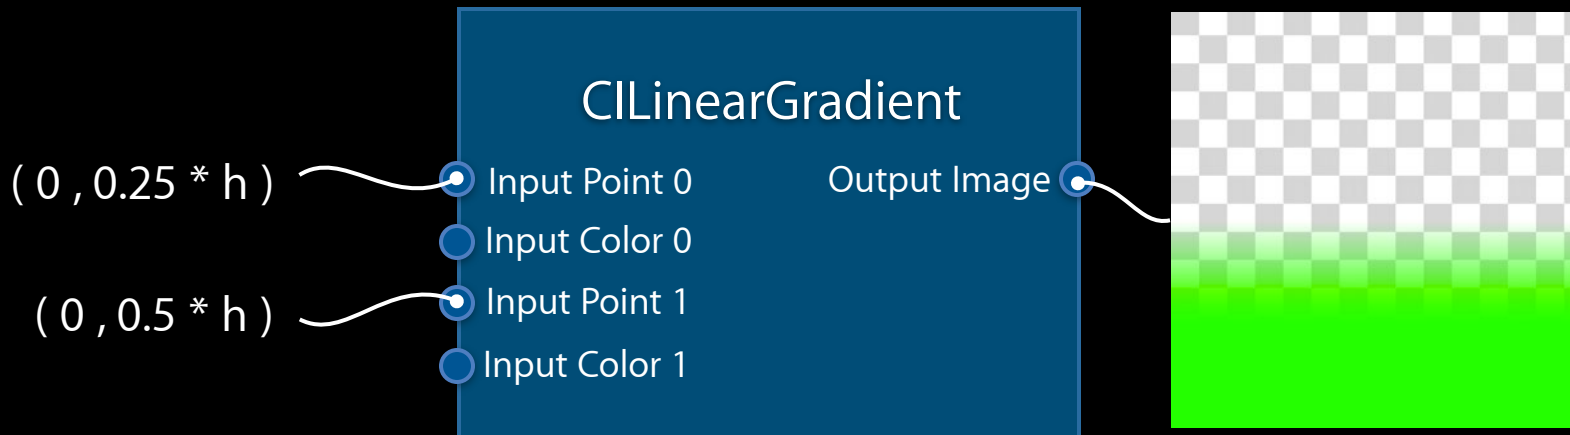 CILinearGradient
( 0 , 0.25 * h )
Input Point 0
Output Image
Input Color 0
( 0 , 0.5 * h )
Input Point 1
Input Color 1